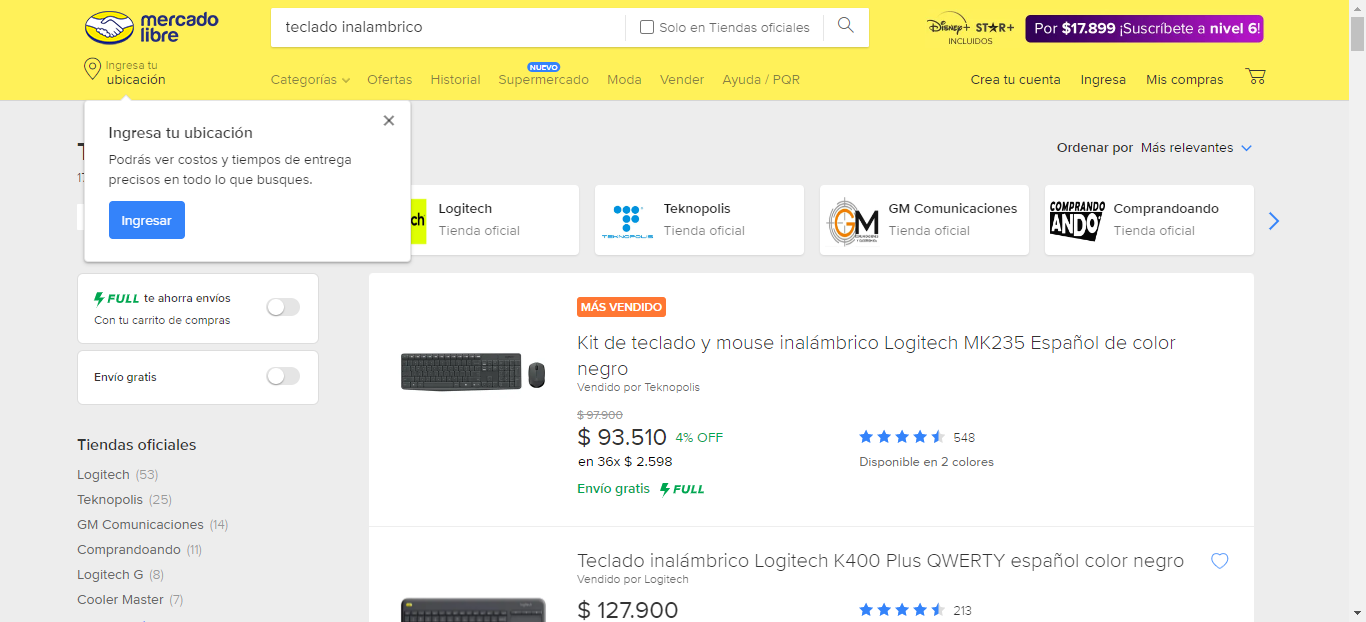 mercado
libre
teclado inalambrico
Solo en Tiendas oficiales
Disney+ STAR+
INCLUIDOS
Por $17.899 ¡Suscríbete a nivel 6!
Ingresa tu
ubicación
Categorías
Ofertas
Historial
NUEVO
Supermercado
Moda
Vender
Ayuda / PQR
Crea tu cuenta
Ingresa
Mis compras
Ingresa tu ubicación
Podrás ver costos y tiempos de entrega
precisos en todo lo que busques.
Ingresar
Ordenar por Más relevantes
Logitech
Tienda oficial
TEKNOPOLIS
Teknopolis
Tienda oficial
GM
GM Comunicaciones
Tienda oficial
COMPRANDO
ANDO
Comprandoando
Tienda oficial
FULL te ahorra envíos
Con tu carrito de compras
Envío gratis
Tiendas oficiales
Logitech (53)
Teknopolis (25)
GM Comunicaciones (14)
Comprandoando (11)
Logitech G (8)
Cooler Master (7)
MÁS VENDIDO
Kit de teclado y mouse inalámbrico Logitech MK235 Español de color
negro
Vendido por Teknopolis
$ 97.900
$ 93.510 4% OFF
en 36x $ 2.598
Envío gratis FULL
548
Disponible en 2 colores
Teclado inalámbrico Logitech K400 Plus QWERTY español color negro
Vendido por Logitech
$ 127.900
213